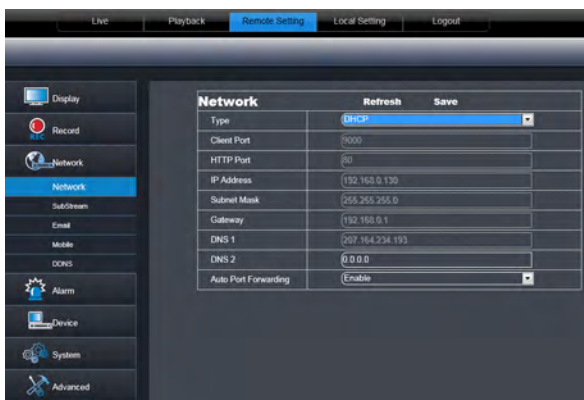 Live Playback Remote Setting Local Setting Logout
Display
REC Record
Network
Network
SubStream
Email
Mobile
DDNS
Alarm
Device
System
Advanced
Network Refresh Save
Type DHCP
Client Port 9000
HTTP Port 80
IP Address 192.168.0.130
Subnet Mask 255.255.255.0
Gateway 192.168.0.1
DNS 1 207.164.234.193
DNS 2 0.0.0.0
Auto Port Forwarding Enable